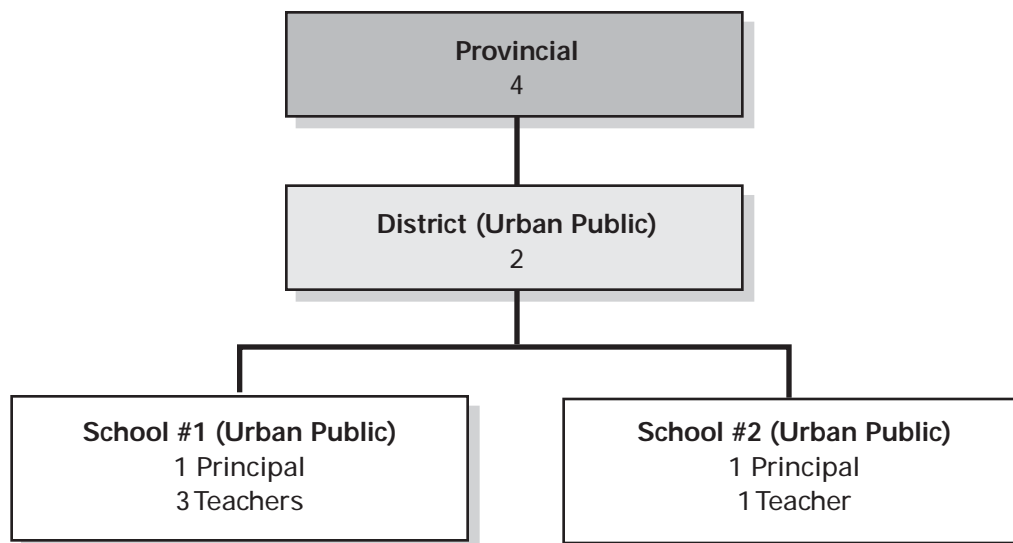 Provincial
4
District (Urban Public)
2
School #1 (Urban Public)
1 Principal
3 Teachers
School #2 (Urban Public)
1 Principal
1 Teacher